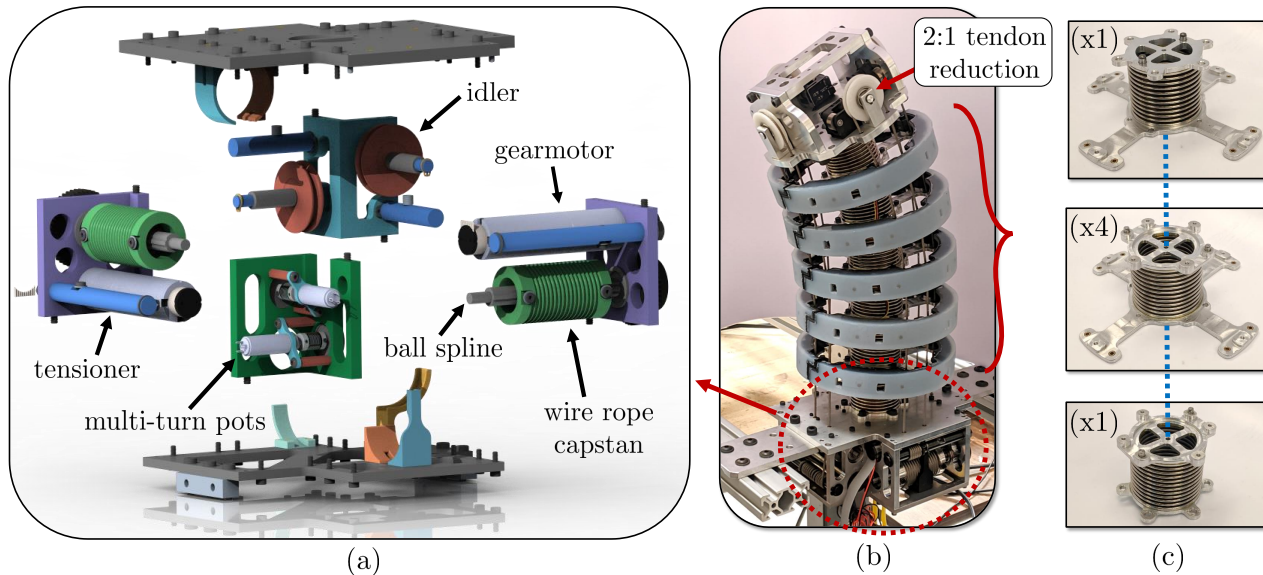 idler
gearmotor
tensioner
multi-turn pots
ball spline
wire rope
capstan
(a)
2:1 tendon
reduction
(b)
(x1)
(x4)
(x1)
(c)